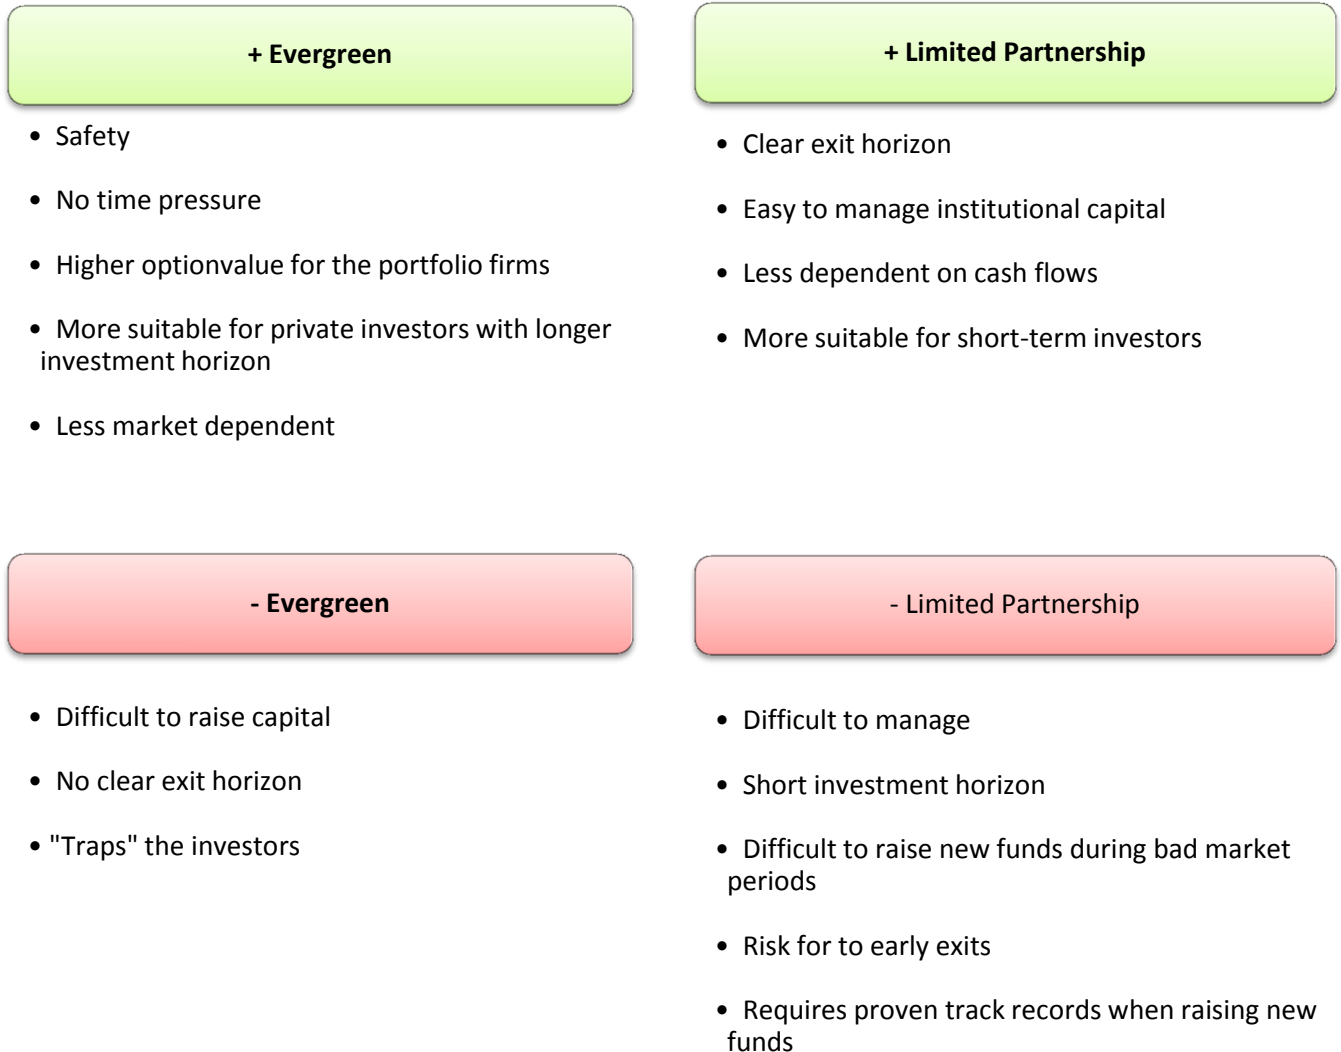 + Evergreen
• Safety
• No time pressure
• Higher optionvalue for the portfolio firms
• More suitable for private investors with longer
investment horizon
• Less market dependent
+ Limited Partnership
• Clear exit horizon
• Easy to manage institutional capital
• Less dependent on cash flows
• More suitable for short-term investors
- Evergreen
• Difficult to raise capital
• No clear exit horizon
• "Traps" the investors
- Limited Partnership
• Difficult to manage
• Short investment horizon
• Difficult to raise new funds during bad market
periods
• Risk for to early exits
• Requires proven track records when raising new
funds